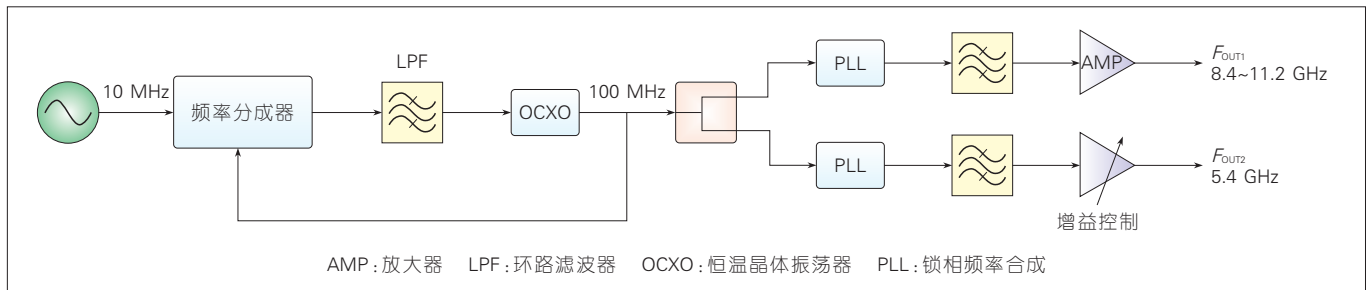 10 MHz
频率分成器
LPF
OCXO
100 MHz
PLL
AMP
FOUT1
8.4~11.2 GHz
PLL
FOUT2
5.4 GHz
增益控制
AMP:放大器 LPF:环路滤波器 OCXO:恒温晶体振荡器 PLL:锁相频率合成